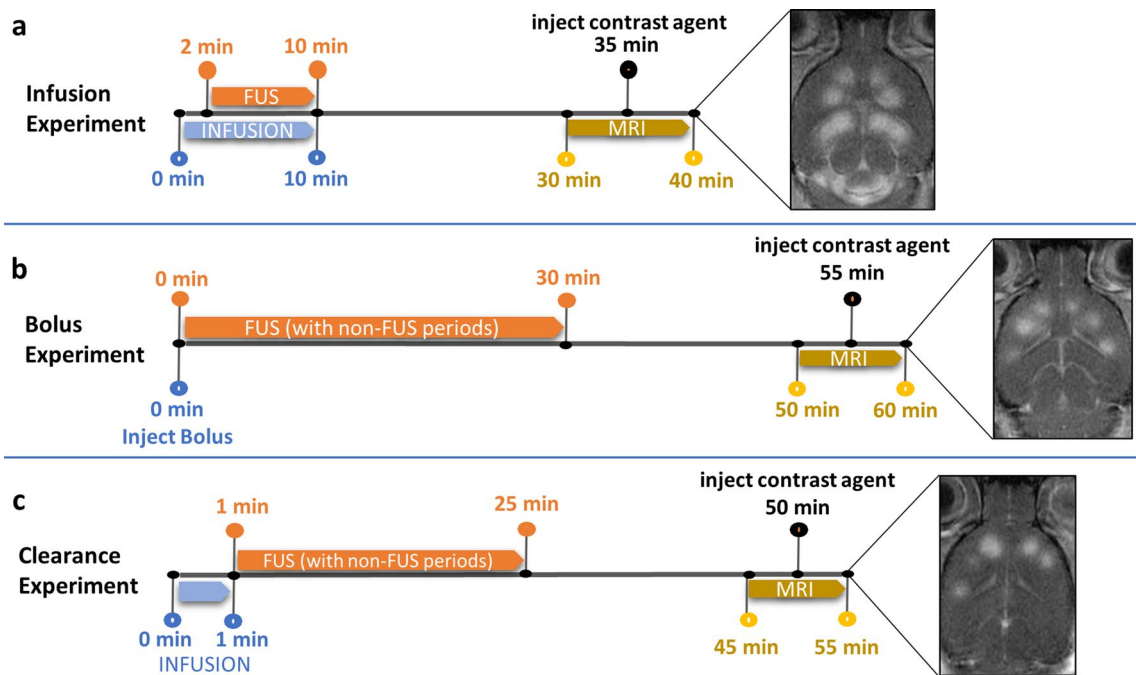 a
inject contrast agent
35 min
2 min
10 min
Infusion
Experiment
FUS
INFUSION
MRI
0 min
10 min
30 min
40 min
b
inject contrast agent
55 min
0 min
30 min
Bolus
Experiment
FUS (with non-FUS periods)
MRI
0 min
Inject Bolus
50 min
60 min
c
inject contrast agent
50 min
1 min
25 min
Clearance
Experiment
FUS (with non-FUS periods)
MRI
0 min
1 min
INFUSION
45 min
55 min